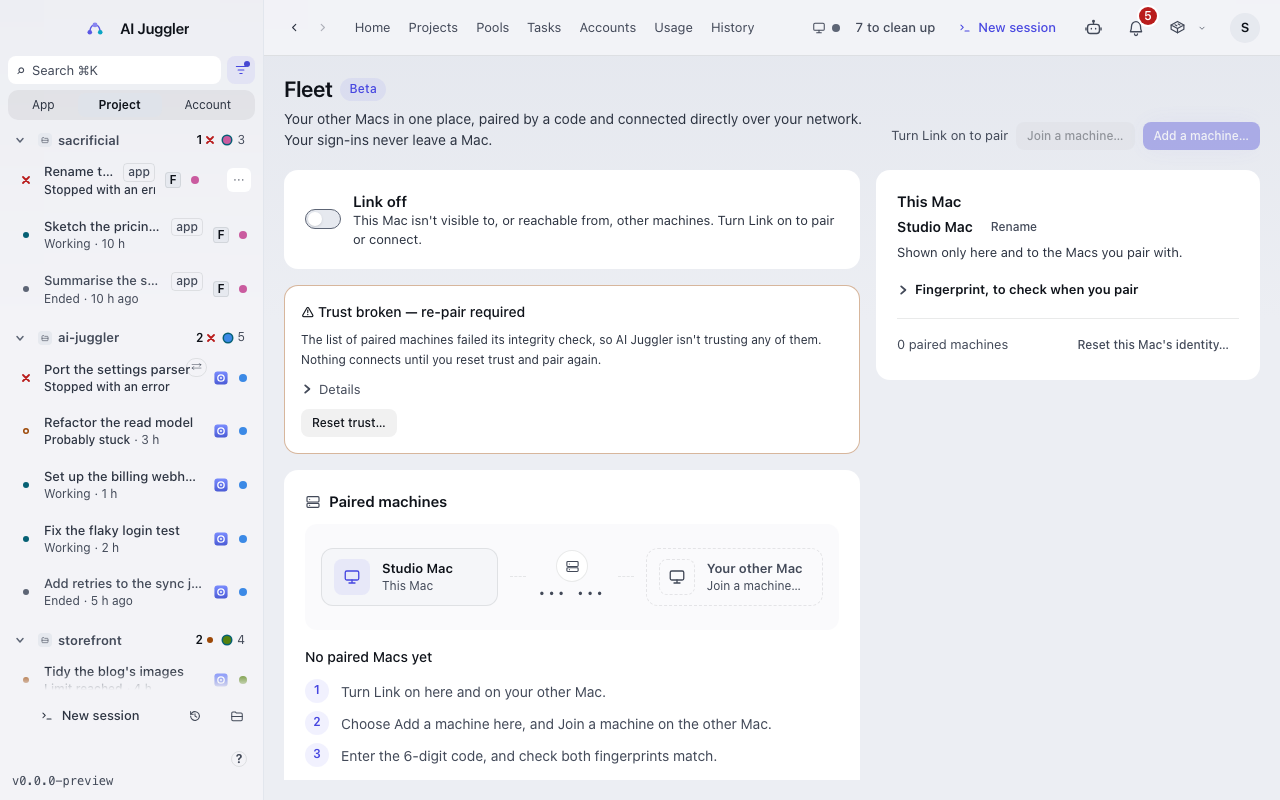 AI Juggler
Search ⌘K
App Project Account
sacrificial 1 3
Rename t... app F
Stopped with an err
Sketch the pricin... app F
Working · 10 h
Summarise the s... app F
Ended · 10 h ago
ai-juggler 2 5
Port the settings parser
Stopped with an error
Refactor the read model
Probably stuck · 3 h
Set up the billing webh...
Working · 1 h
Fix the flaky login test
Working · 2 h
Add retries to the sync j...
Ended · 5 h ago
storefront 2 4
Tidy the blog's images
Limit reached · 4 h
New session
?
v0.0.0-preview
Home Projects Pools Tasks Accounts Usage History
7 to clean up
New session
5
S
Fleet Beta
Your other Macs in one place, paired by a code and connected directly over your network.
Your sign-ins never leave a Mac.
Turn Link on to pair Join a machine... Add a machine...
Link off
This Mac isn't visible to, or reachable from, other machines. Turn Link on to pair
or connect.
Trust broken — re-pair required
The list of paired machines failed its integrity check, so AI Juggler isn't trusting any of them.
Nothing connects until you reset trust and pair again.
Details
Reset trust...
Paired machines
Studio Mac
This Mac
••• •••
Your other Mac
Join a machine...
No paired Macs yet
1 Turn Link on here and on your other Mac.
2 Choose Add a machine here, and Join a machine on the other Mac.
3 Enter the 6-digit code, and check both fingerprints match.
This Mac
Studio Mac Rename
Shown only here and to the Macs you pair with.
Fingerprint, to check when you pair
0 paired machines Reset this Mac's identity...